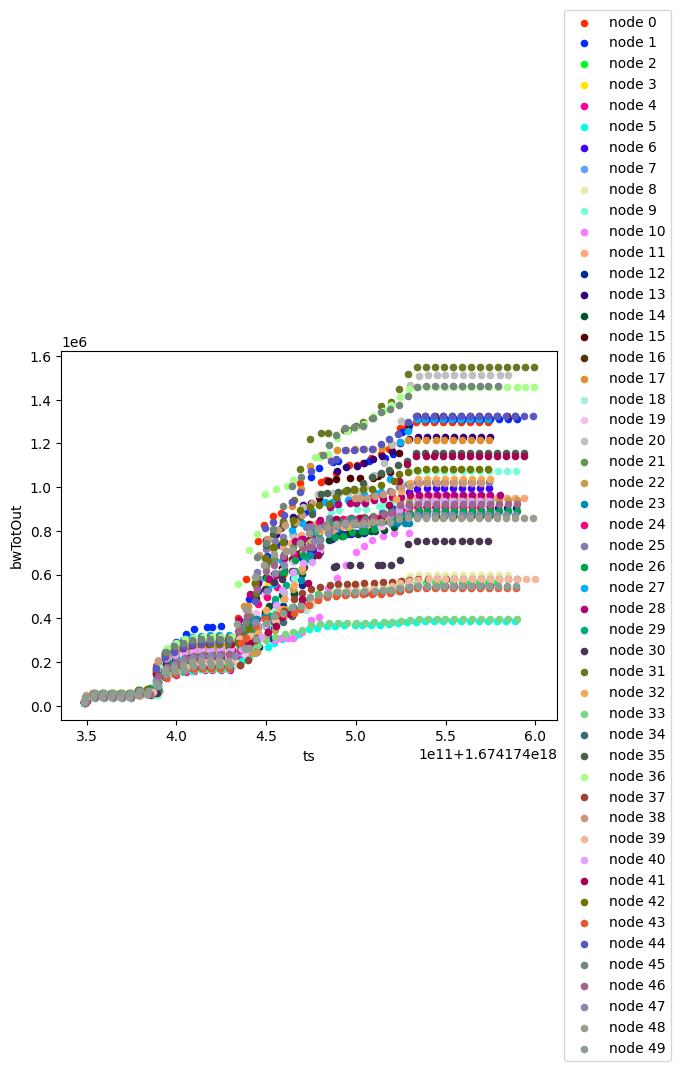 1e6
1.6
1.4
1.2
1.0
0.8
0.6
0.4
0.2
0.0
bwTotOut
3.5 4.0 4.5 5.0 5.5 6.0
ts
1e11+1.674174e18
node 0
node 1
node 2
node 3
node 4
node 5
node 6
node 7
node 8
node 9
node 10
node 11
node 12
node 13
node 14
node 15
node 16
node 17
node 18
node 19
node 20
node 21
node 22
node 23
node 24
node 25
node 26
node 27
node 28
node 29
node 30
node 31
node 32
node 33
node 34
node 35
node 36
node 37
node 38
node 39
node 40
node 41
node 42
node 43
node 44
node 45
node 46
node 47
node 48
node 49